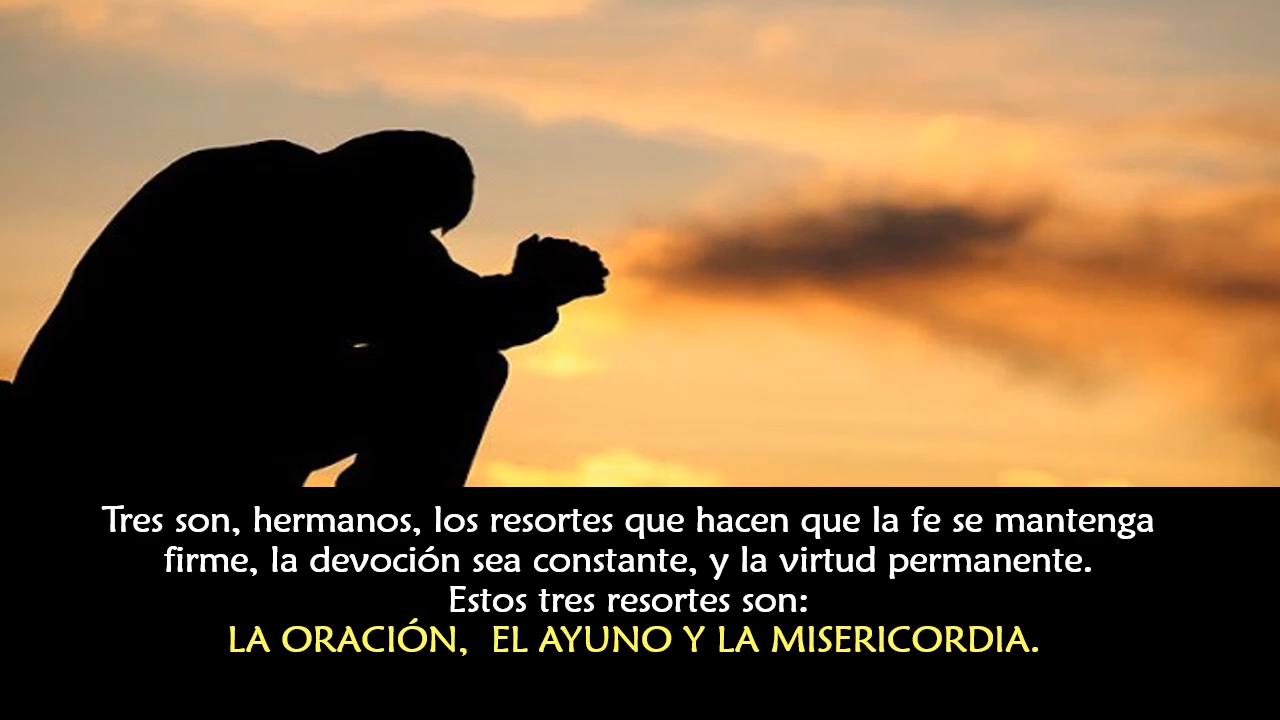 Tres son, hermanos, los resortes que hacen que la fe se mantenga
firme, la devoción sea constante, y la virtud permanente.
Estos tres resortes son:
LA ORACIÓN, EL AYUNO Y LA MISERICORDIA.